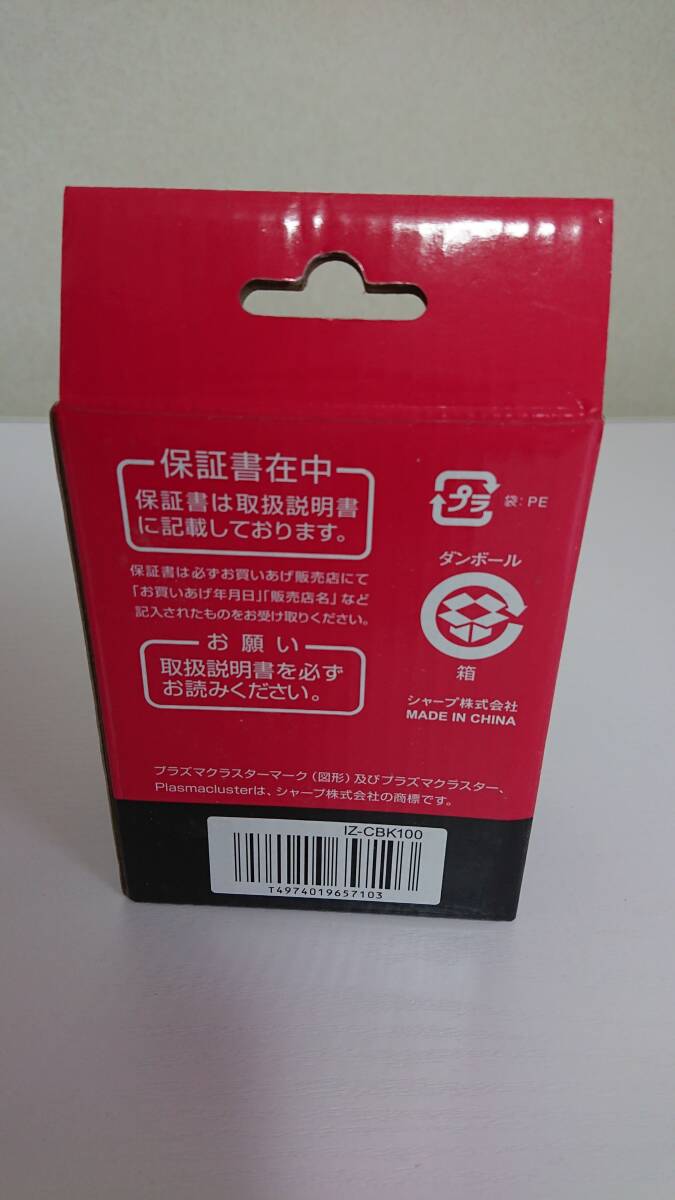 保証書在中
保証書は取扱説明書
に記載しております。
保証書は必ずお買いあげ販売店にて
「お買いあげ年月日」「販売店名」など
記入されたものをお受け取りください。
お願い
取扱説明書を必ず
お読みください。
プラ
袋：PE
ダンボール
箱
シャープ株式会社
MADE IN CHINA
プラズマクラスターマーク（図形）及びプラズマクラスター、
Plasmaclusterは、シャープ株式会社の商標です。
IZ-CBK100
T4974019657103